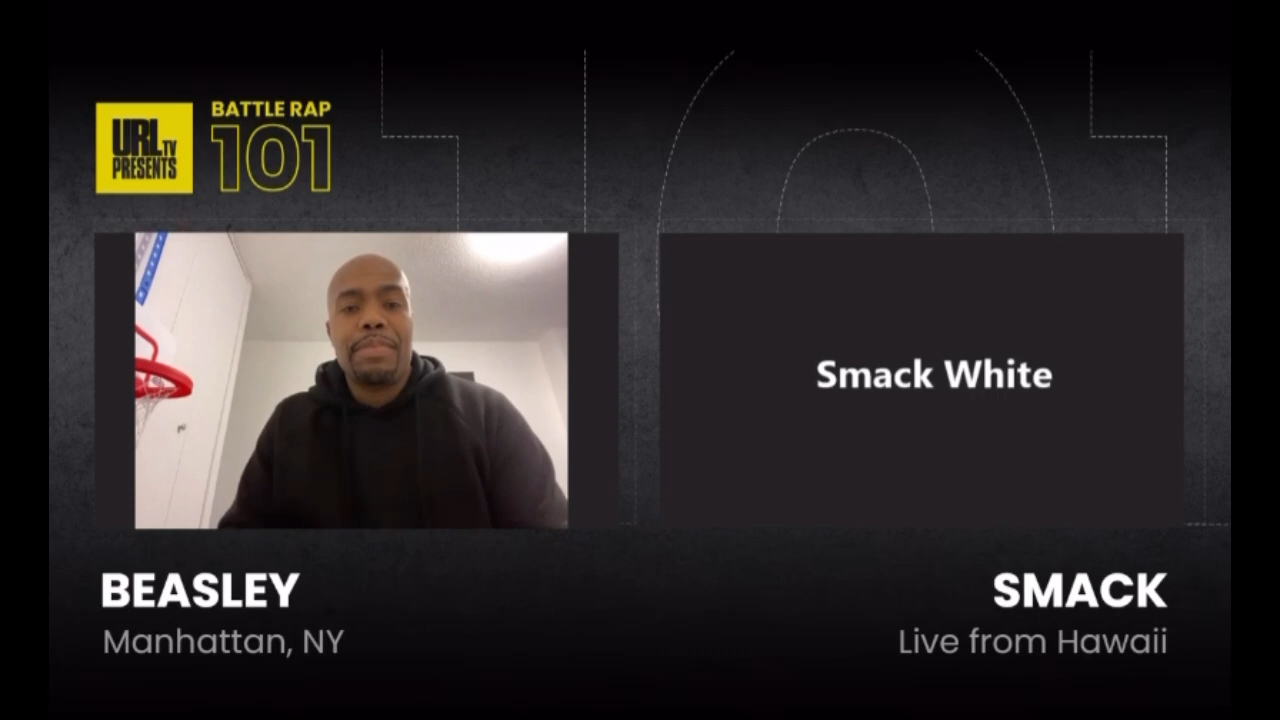 URL TV
PRESENTS
BATTLE RAP
101
Smack White
BEASLEY
Manhattan, NY
SMACK
Live from Hawaii